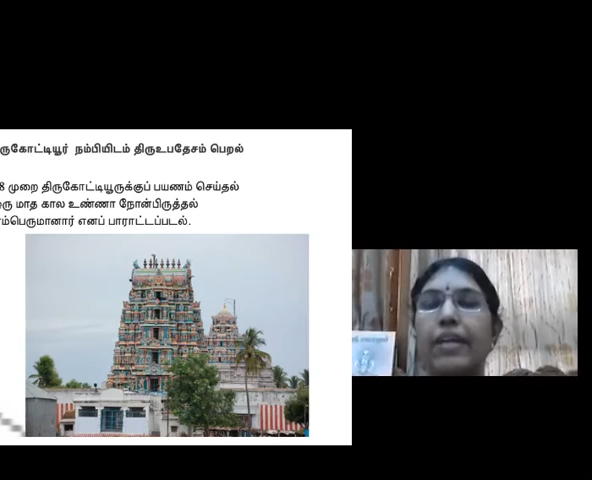 ருகோட்டியூர் நம்பியிடம் திருஉபதேசம் பெறல்
8 முறை திருகோட்டியூருக்குப் பயணம் செய்தல்
ரு மாத கால உண்ணா நோன்பிருத்தல்
ம்பெருமானார் எனப் பாராட்டப்படல்.